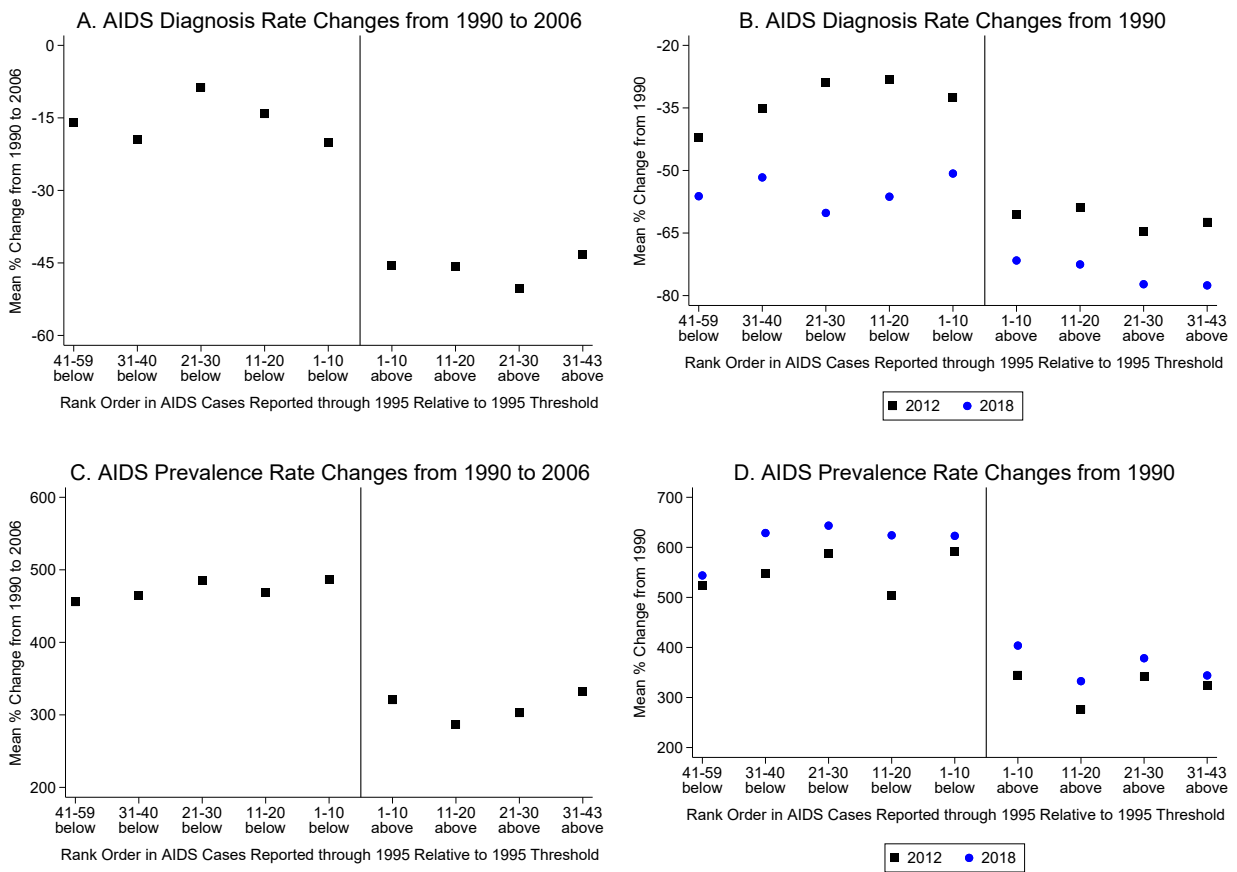 A. AIDS Diagnosis Rate Changes from 1990 to 2006
Mean % Change from 1990 to 2006
0
-15
-30
-45
-60
41-59 31-40 21-30 11-20 1-10 1-10 11-20 21-30 31-43
below below below below below above above above above
Rank Order in AIDS Cases Reported through 1995 Relative to 1995 Threshold
B. AIDS Diagnosis Rate Changes from 1990
Mean % Change from 1990
-20
-35
-50
-65
-80
41-59 31-40 21-30 11-20 1-10 1-10 11-20 21-30 31-43
below below below below below above above above above
Rank Order in AIDS Cases Reported through 1995 Relative to 1995 Threshold
2012 2018
C. AIDS Prevalence Rate Changes from 1990 to 2006
Mean % Change from 1990 to 2006
600
500
400
300
200
41-59 31-40 21-30 11-20 1-10 1-10 11-20 21-30 31-43
below below below below below above above above above
Rank Order in AIDS Cases Reported through 1995 Relative to 1995 Threshold
D. AIDS Prevalence Rate Changes from 1990
Mean % Change from 1990
700
600
500
400
300
200
41-59 31-40 21-30 11-20 1-10 1-10 11-20 21-30 31-43
below below below below below above above above above
Rank Order in AIDS Cases Reported through 1995 Relative to 1995 Threshold
2012 2018